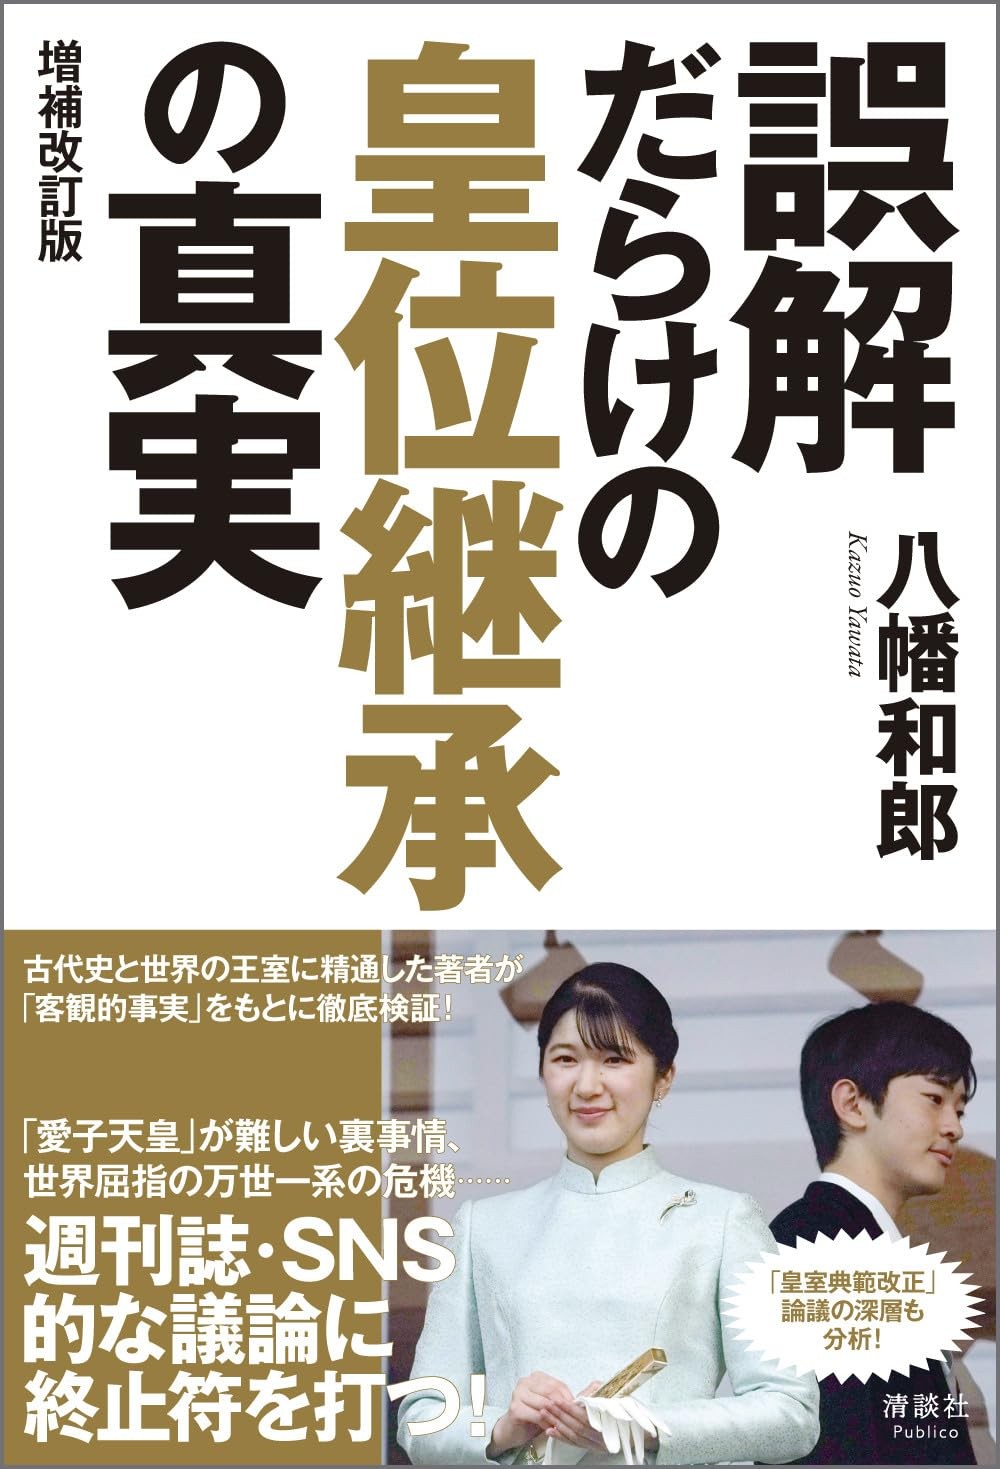 誤解
だらけの
皇位継承
の真実
増補改訂版
八幡和郎
Kazuo Yawata
古代史と世界の王室に精通した著者が
「客観的事実」をもとに徹底検証!
「愛子天皇」が難しい裏事情、
世界屈指の万世一系の危機……
週刊誌・SNS
的な議論に
終止符を打つ!
「皇室典範改正」
論議の深層も
分析!
清談社
Publico